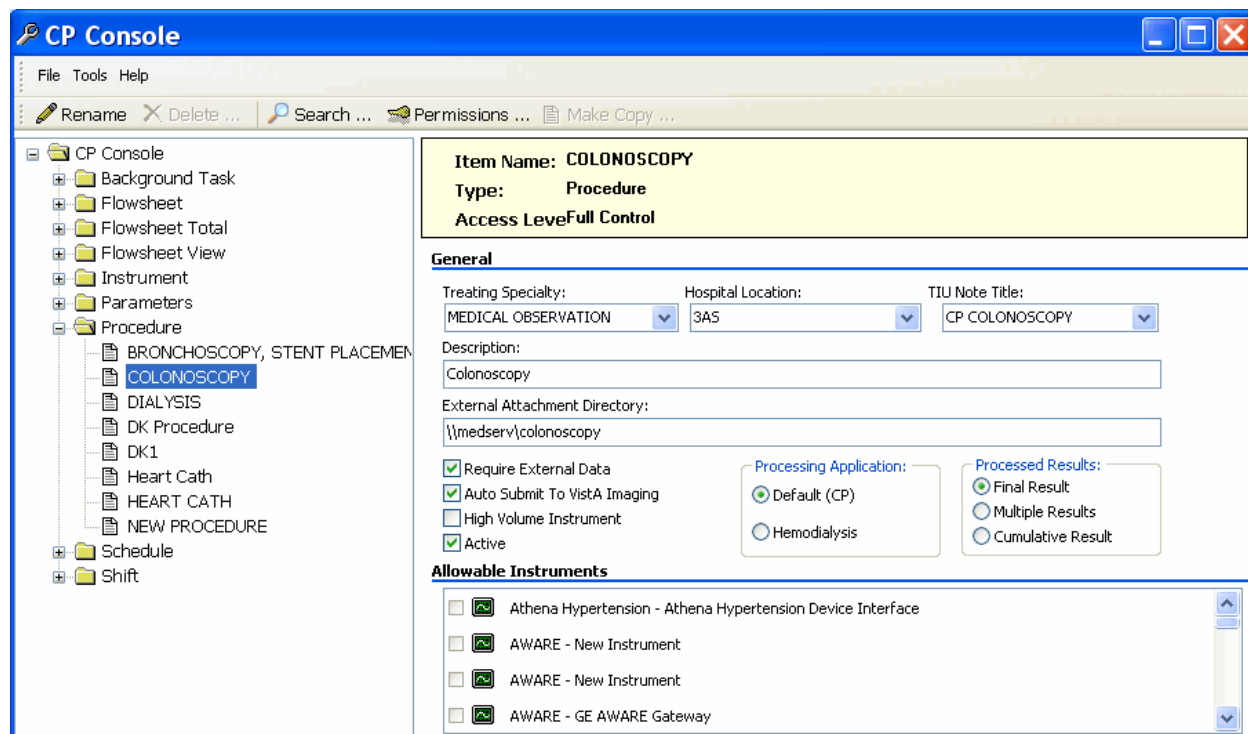 CP Console
File Tools Help
Rename Delete ... Search ... Permissions ... Make Copy ...
CP Console
Background Task
Flowsheet
Flowsheet Total
Flowsheet View
Instrument
Parameters
Procedure
BRONCHOSCOPY, STENT PLACEMEN
COLONOSCOPY
DIALYSIS
DK Procedure
DK1
Heart Cath
HEART CATH
NEW PROCEDURE
Schedule
Shift
Item Name: COLONOSCOPY
Type: Procedure
Access Leve Full Control
General
Treating Specialty: Hospital Location: TIU Note Title:
MEDICAL OBSERVATION 3AS CP COLONOSCOPY
Description:
Colonoscopy
External Attachment Directory:
\\medserv\colonoscopy
Require External Data
Auto Submit To VistA Imaging
High Volume Instrument
Active
Processing Application:
Default (CP)
Hemodialysis
Processed Results:
Final Result
Multiple Results
Cumulative Result
Allowable Instruments
Athena Hypertension - Athena Hypertension Device Interface
AWARE - New Instrument
AWARE - New Instrument
AWARE - GE AWARE Gateway